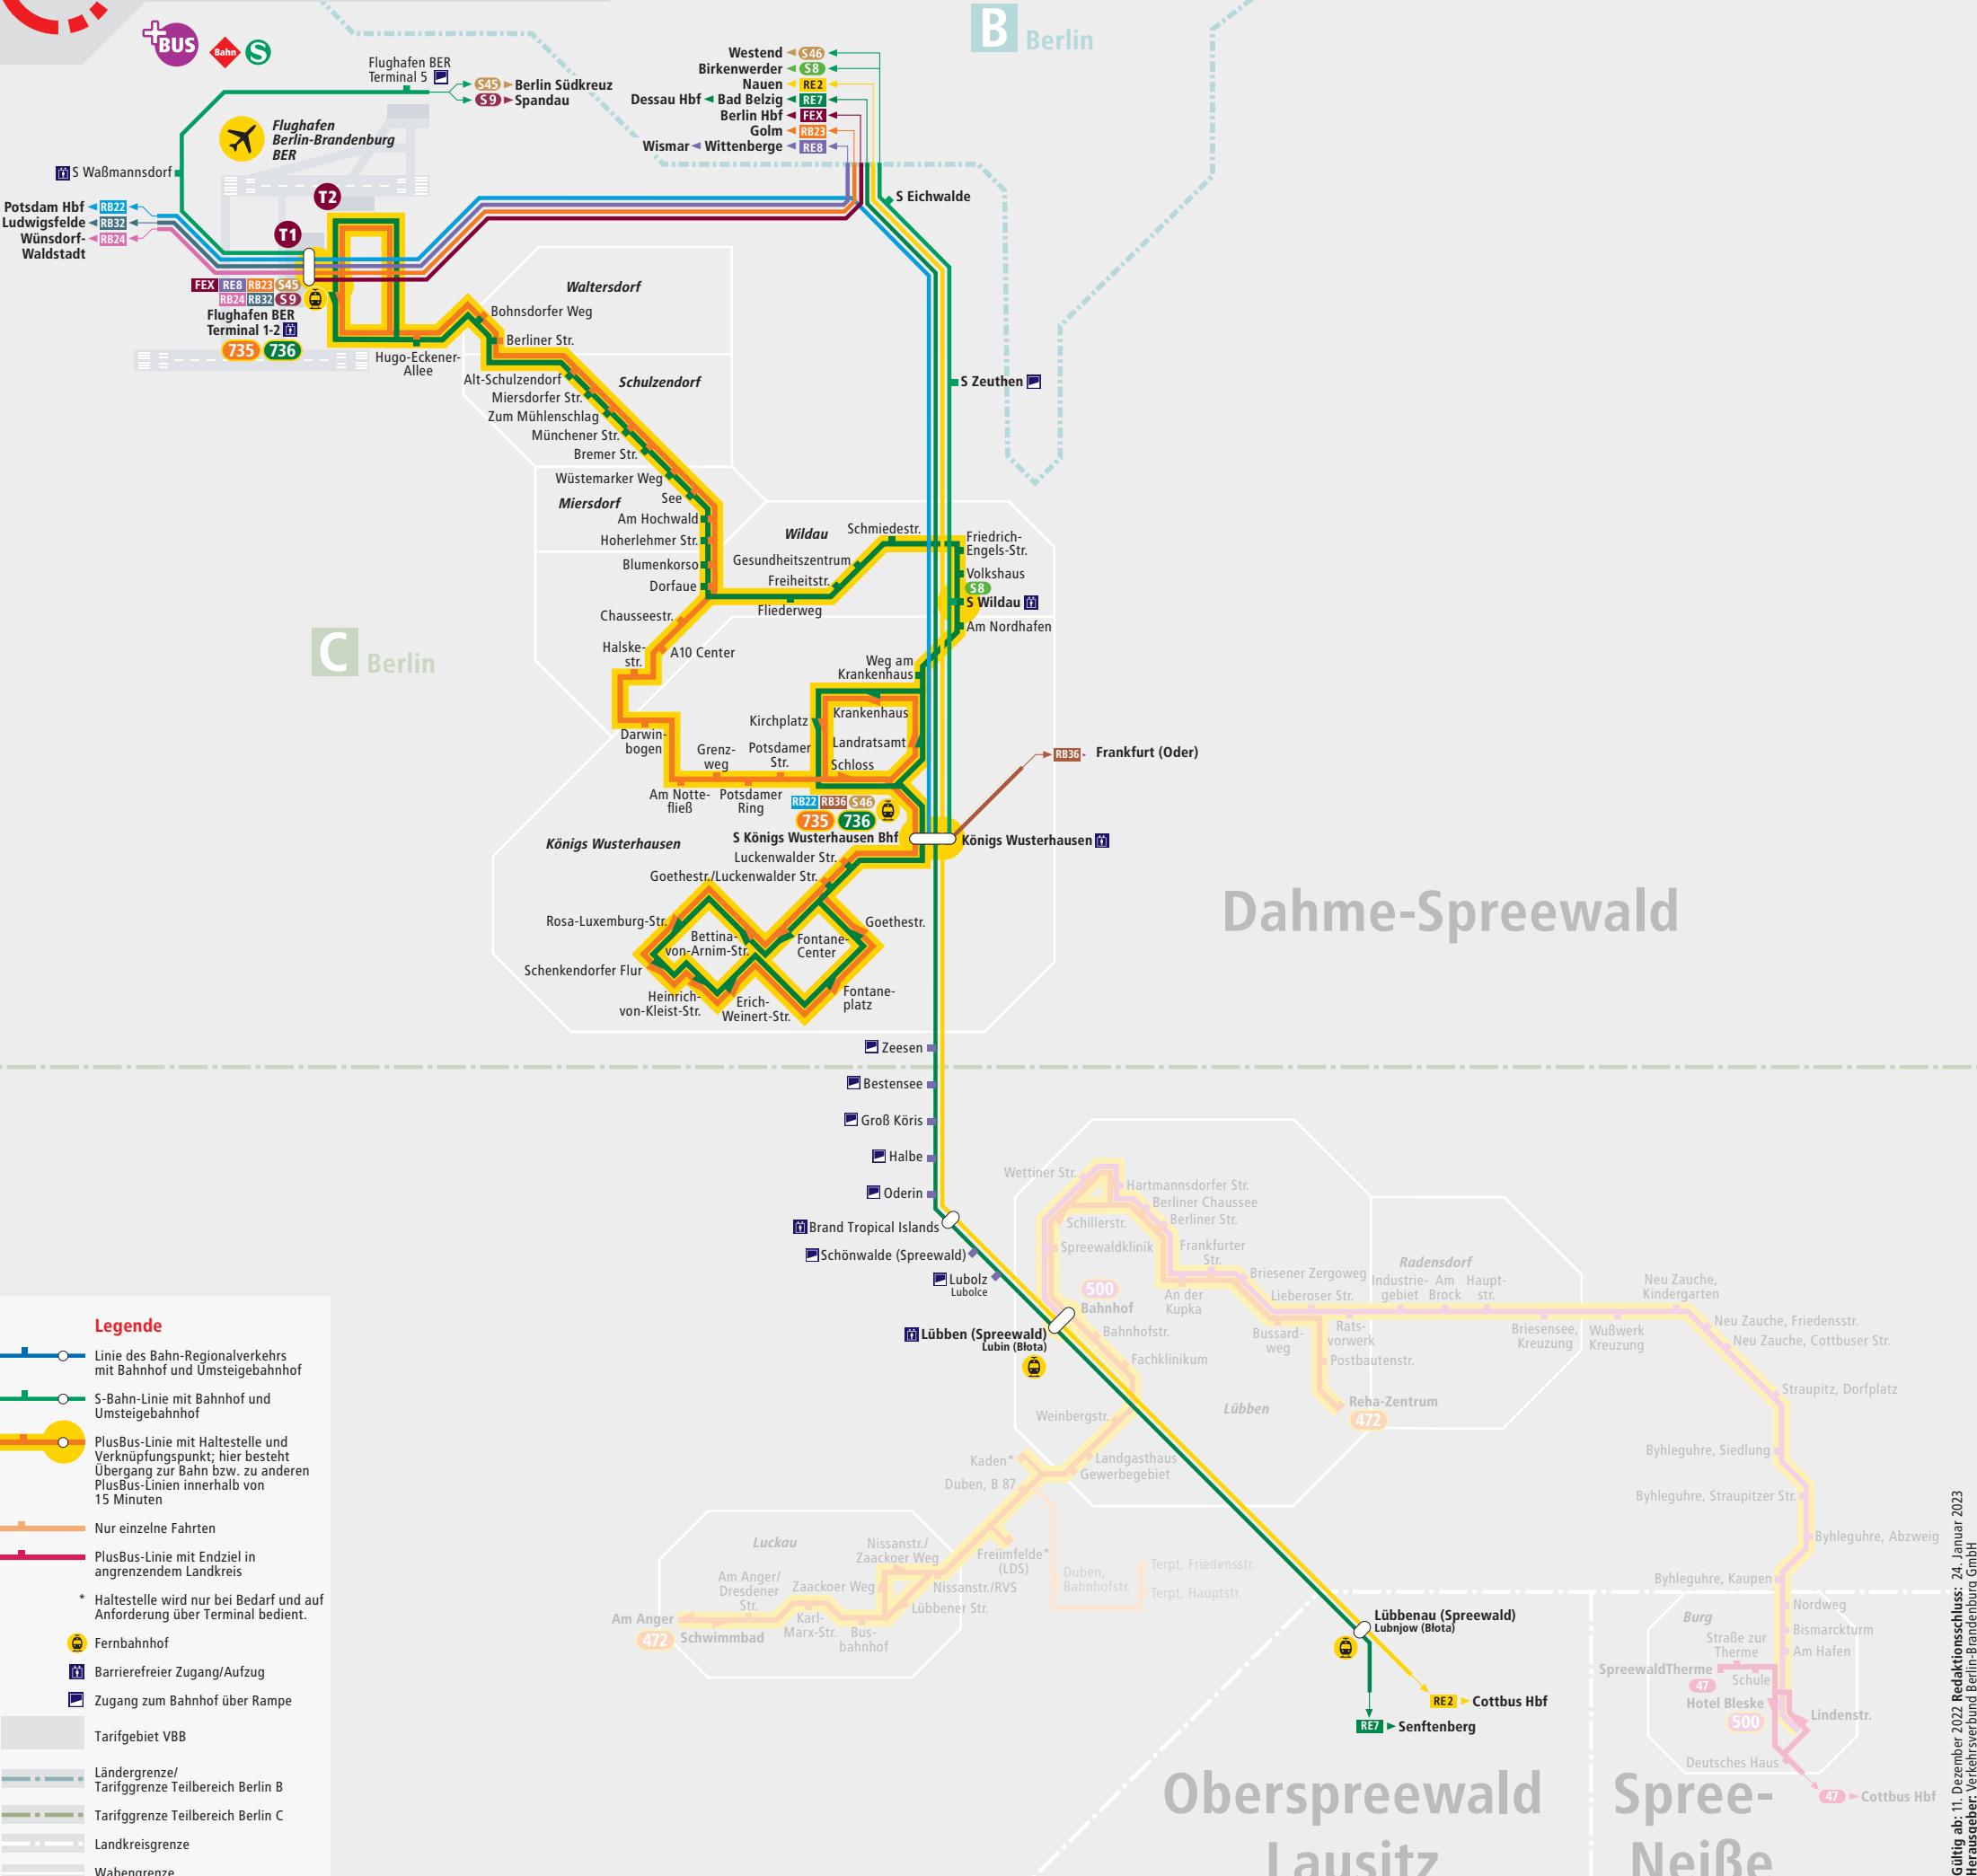 +BUS
Bahn
S
B Berlin
Flughafen BER
Terminal 5
S45 Berlin Südkreuz
S9 Spandau
Westend S46
Birkenwerder S8
Nauen RE2
Dessau Hbf Bad Belzig RE7
Berlin Hbf FEX
Golm RB23
Wismar Wittenberge RE8
Flughafen
Berlin-Brandenburg
BER
S Waßmannsdorf
T2
T1
Potsdam Hbf RB22
Ludwigsfelde RB32
Wünsdorf- RB24
Waldstadt
S Eichwalde
FEX RE8 RB23 S45
RB24 RB32 S9
Flughafen BER
Terminal 1-2
735 736
Hugo-Eckener-
Allee
Waltersdorf
Bohnsdorfer Weg
Berliner Str.
Schulzendorf
Alt-Schulzendorf
Miersdorfer Str.
Zum Mühlenschlag
Münchener Str.
Bremer Str.
Wüstemarker Weg
See
Miersdorf
Am Hochwald
Hoherlehmer Str.
Blumenkorso
Dorfaue
S Zeuthen
Wildau
Schmiedestr.
Gesundheitszentrum
Freiheitstr.
Fliederweg
Friedrich-
Engels-Str.
Volkshaus
S8
S Wildau
Am Nordhafen
Chausseestr.
Halske-
str.
A10 Center
C Berlin
Weg am
Krankenhaus
Krankenhaus
Kirchplatz
Landratsamt
Schloss
Darwin-
bogen
Grenz-
weg
Potsdamer
Str.
Am Notte-
fließ
Potsdamer
Ring
RB22 RB36 S46
735 736
S Königs Wusterhausen Bhf
Königs Wusterhausen
RB36 Frankfurt (Oder)
Königs Wusterhausen
Luckenwalder Str.
Goethestr./Luckenwalder Str.
Rosa-Luxemburg-Str.
Bettina-
von-Arnim-Str.
Fontane-
Center
Goethestr.
Schenkendorfer Flur
Heinrich-
von-Kleist-Str.
Erich-
Weinert-Str.
Fontane-
platz
Dahme-Spreewald
Zeesen
Bestensee
Groß Köris
Halbe
Oderin
Brand Tropical Islands
Schönwalde (Spreewald)
Lubolz
Lubolce
Lübben (Spreewald)
Lubin (Błota)
Wettiner Str.
Hartmannsdorfer Str.
Berliner Chaussee
Berliner Str.
Schillerstr.
Spreewaldklinik
Frankfurter
Str.
Briesener Zergoweg
Lieberoser Str.
An der
Kupka
500
Bahnhof
Bahnhofstr.
Fachklinikum
Bussard-
weg
Rats-
vorwerk
Postbautenstr.
Reha-Zentrum
472
Lübben
Radensdorf
Industrie-
gebiet
Am
Brock
Haupt-
str.
Briesensee,
Kreuzung
Wußwerk
Kreuzung
Neu Zauche,
Kindergarten
Neu Zauche, Friedensstr.
Neu Zauche, Cottbuser Str.
Straupitz, Dorfplatz
Byhleguhre, Siedlung
Byhleguhre, Straupitzer Str.
Byhleguhre, Abzweig
Byhleguhre, Kaupen
Weinbergstr.
Landgasthaus
Gewerbegebiet
Kaden*
Duben, B 87
Freiimfelde*
(LDS)
Duben,
Bahnhofstr.
Terpt, Friedensstr.
Terpt, Hauptstr.
Luckau
Nissanstr./
Zaackoer Weg
Nissanstr./RVS
Lübbener Str.
Zaackoer Weg
Am Anger/
Dresdener
Str.
Karl-
Marx-Str.
Bus-
bahnhof
Am Anger
472
Schwimmbad
Lübbenau (Spreewald)
Lubnjow (Błota)
RE2 Cottbus Hbf
RE7 Senftenberg
Burg
Nordweg
Bismarckturm
Am Hafen
Straße zur
Therme
SpreewaldTherme
47
Schule
Hotel Bleske
500
Lindenstr.
Deutsches Haus
47 Cottbus Hbf
Oberspreewald
Lausitz
Spree-
Neiße
Legende
Linie des Bahn-Regionalverkehrs
mit Bahnhof und Umsteigebahnhof
S-Bahn-Linie mit Bahnhof und
Umsteigebahnhof
PlusBus-Linie mit Haltestelle und
Verknüpfungspunkt; hier besteht
Übergang zur Bahn bzw. zu anderen
PlusBus-Linien innerhalb von
15 Minuten
Nur einzelne Fahrten
PlusBus-Linie mit Endziel in
angrenzendem Landkreis
* Haltestelle wird nur bei Bedarf und auf
Anforderung über Terminal bedient.
Fernbahnhof
Barrierefreier Zugang/Aufzug
Zugang zum Bahnhof über Rampe
Tarifgebiet VBB
Ländergrenze/
Tarifggrenze Teilbereich Berlin B
Tarifggrenze Teilbereich Berlin C
Landkreisgrenze
Wabengrenze
Gültig ab: 11. Dezember 2022 Redaktionsschluss: 24. Januar 2023
Herausgeber: Verkehrsverbund Berlin-Brandenburg GmbH